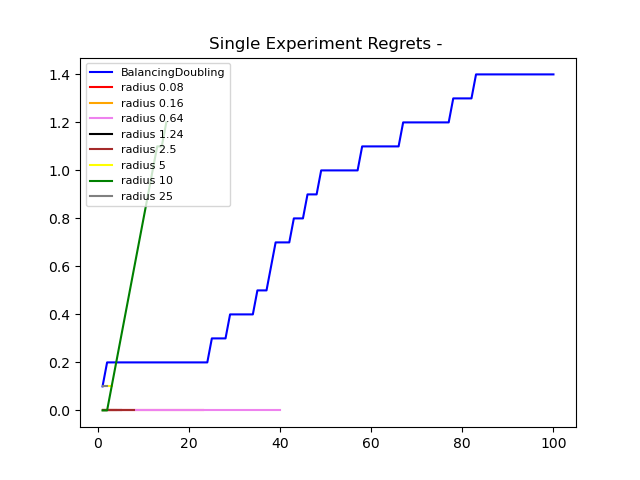 Single Experiment Regrets -
BalancingDoubling
radius 0.08
radius 0.16
radius 0.64
radius 1.24
radius 2.5
radius 5
radius 10
radius 25
1.4
1.2
1.0
0.8
0.6
0.4
0.2
0.0
0 20 40 60 80 100